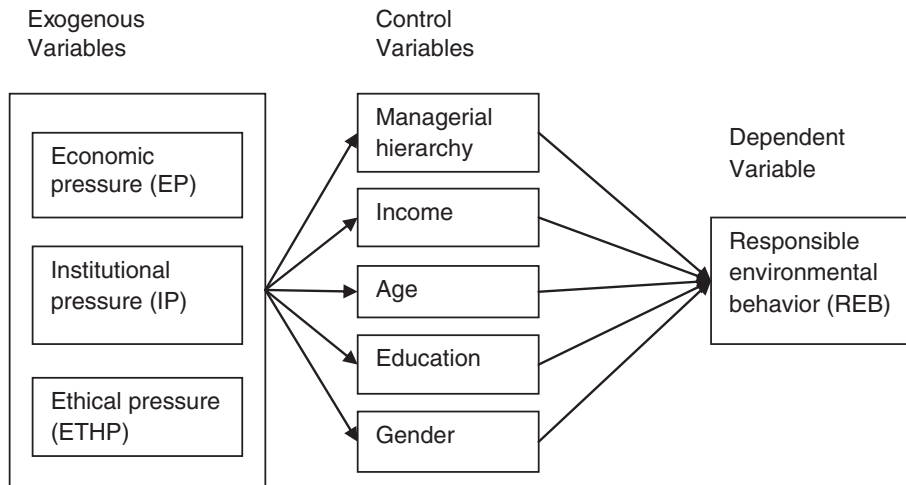 Exogenous
Variables
Control
Variables
Dependent
Variable
Economic
pressure (EP)
Institutional
pressure (IP)
Ethical pressure
(ETHP)
Managerial
hierarchy
Income
Age
Education
Gender
Responsible
environmental
behavior (REB)